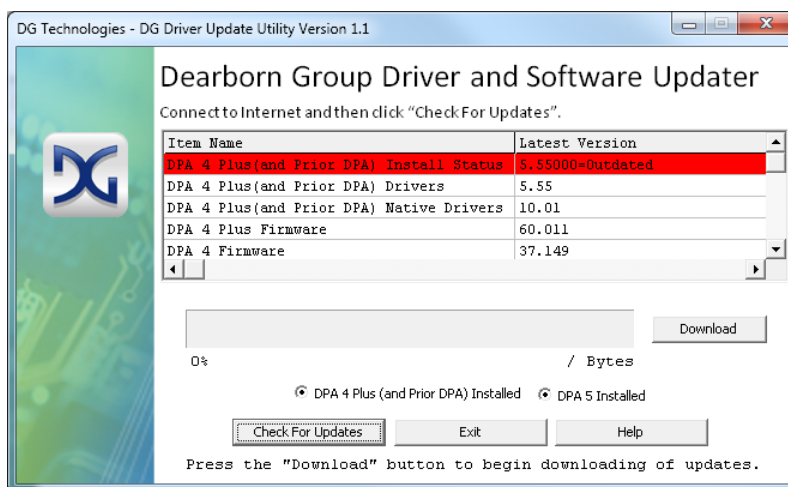 DG Technologies - DG Driver Update Utility Version 1.1
Dearborn Group Driver and Software Updater
Connect to Internet and then click “Check For Updates”.
Item Name Latest Version
DPA 4 Plus(and Prior DPA) Install Status 5.55000=Outdated
DPA 4 Plus(and Prior DPA) Drivers 5.55
DPA 4 Plus(and Prior DPA) Native Drivers 10.01
DPA 4 Plus Firmware 60.011
DPA 4 Firmware 37.149
DG
Download
0% / Bytes
DPA 4 Plus (and Prior DPA) Installed DPA 5 Installed
Check For Updates Exit Help
Press the "Download" button to begin downloading of updates.